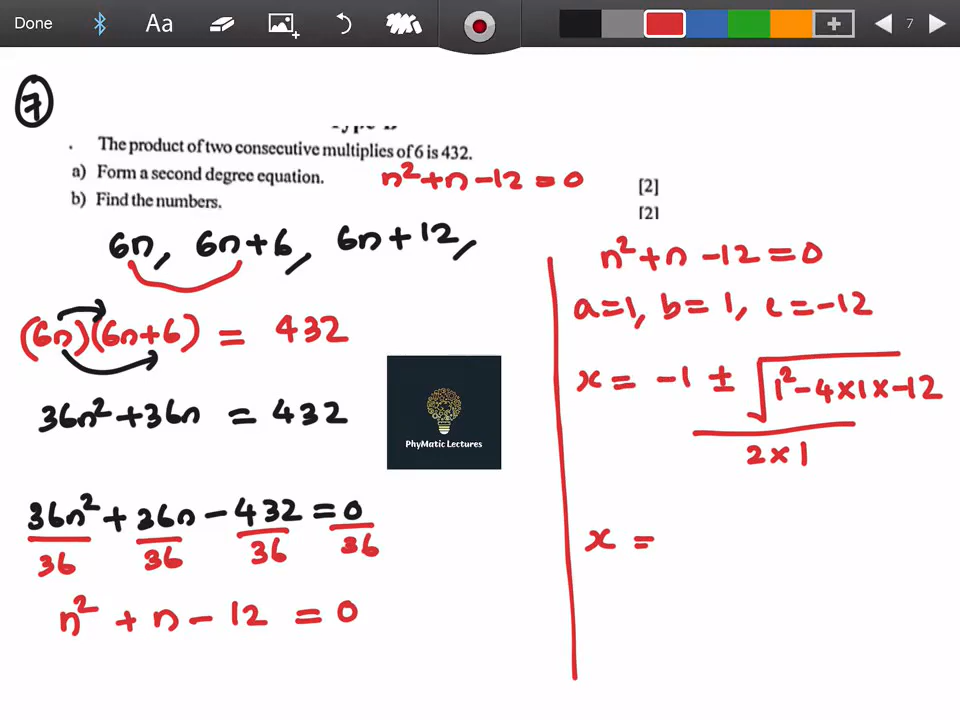 Done Aa 7
7
Type B
. The product of two consecutive multiplies of 6 is 432.
a) Form a second degree equation. n²+n-12=0 [2]
b) Find the numbers. [2]
6n, 6n+6, 6n+12,
(6n)(6n+6) = 432
36n²+36n = 432
36n²+36n-432=0
36 36 36 36
n² + n - 12 = 0
PhyMatic Lectures
n²+n-12=0
a=1, b=1, c=-12
x = -1 ± √1²-4×1×-12
2×1
x =